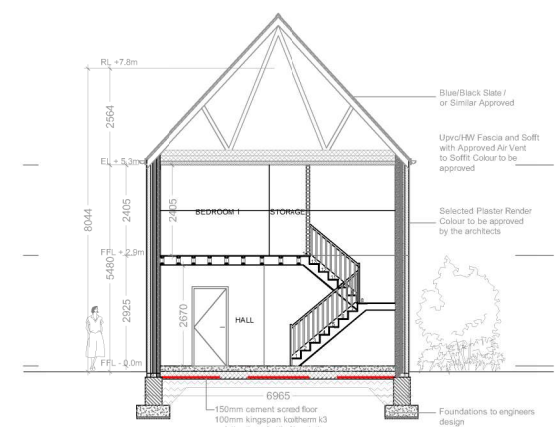 RL +7.8m
Blue/Black Slate /
or Similar Approved
2564
Upvc/HW Fascia and Sofft
with Approved Air Vent
to Soffit Colour to be
approved
EL + 5.3m
8044
2405
2405
BEDROOM 1
STORAGE
Selected Plaster Render
Colour to be approved
by the architects
FFL + 2.9m
5480
2925
2670
HALL
FFL - 0.0m
6965
150mm cement screed floor
100mm kingspan koltherm k3
Foundations to engineers
design